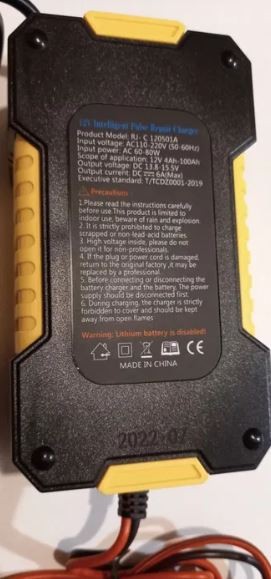 12V Intelligent Pulse Repair Charger
Product Model: RJ- C 120501A
Input voltage: AC110-220V (50-60Hz)
Input power: AC 60-80W
Scope of application: 12V 4Ah-100Ah
Output voltage: DC 13.8-15.5V
Output current: DC ⎓ 6A(Max)
Executive standard: T/TCDZ0001-2019
⚠ Precautions
1.Please read the instructions carefully
before use.This product is limited to
indoor use, beware of rain and explosion.
2. It is strictly prohibited to charge
scrapped or non-lead-acid batteries.
3. High voltage inside, please do not
open it for non-professionals.
4. If the plug or power cord is damaged,
return to the original factory ,it may be
replaced by a professional.
5. Before connecting or disconnecting the
battery charger and the battery. The power
supply should be disconnected first.
6. During charging, the charger is strictly
forbidden to cover and should be kept
away from open flames
Warning: Lithium battery is disabled!
CE
MADE IN CHINA
2022.07